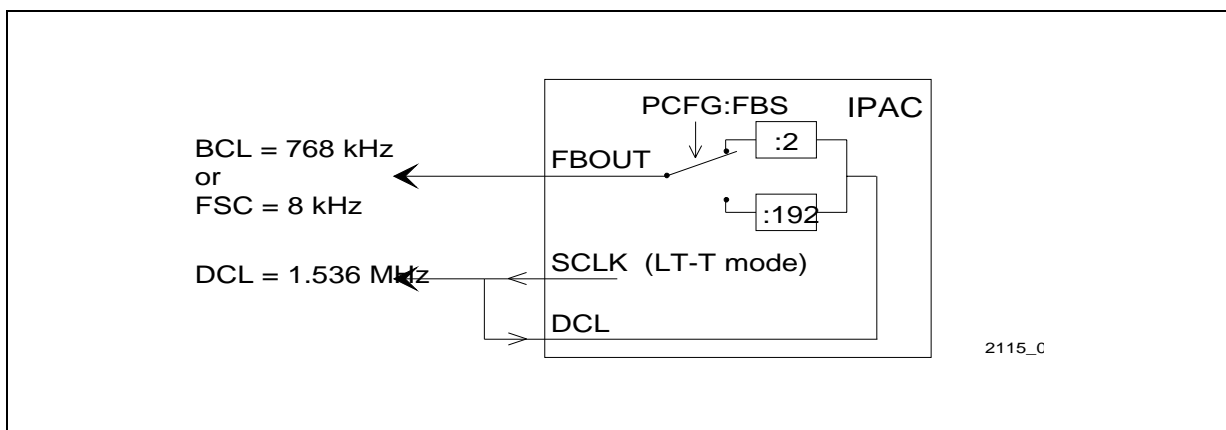 PCFG:FBS
IPAC
BCL = 768 kHz
or
FSC = 8 kHz
FBOUT
:2
:192
DCL = 1.536 MHz
SCLK (LT-T mode)
DCL
2115_0